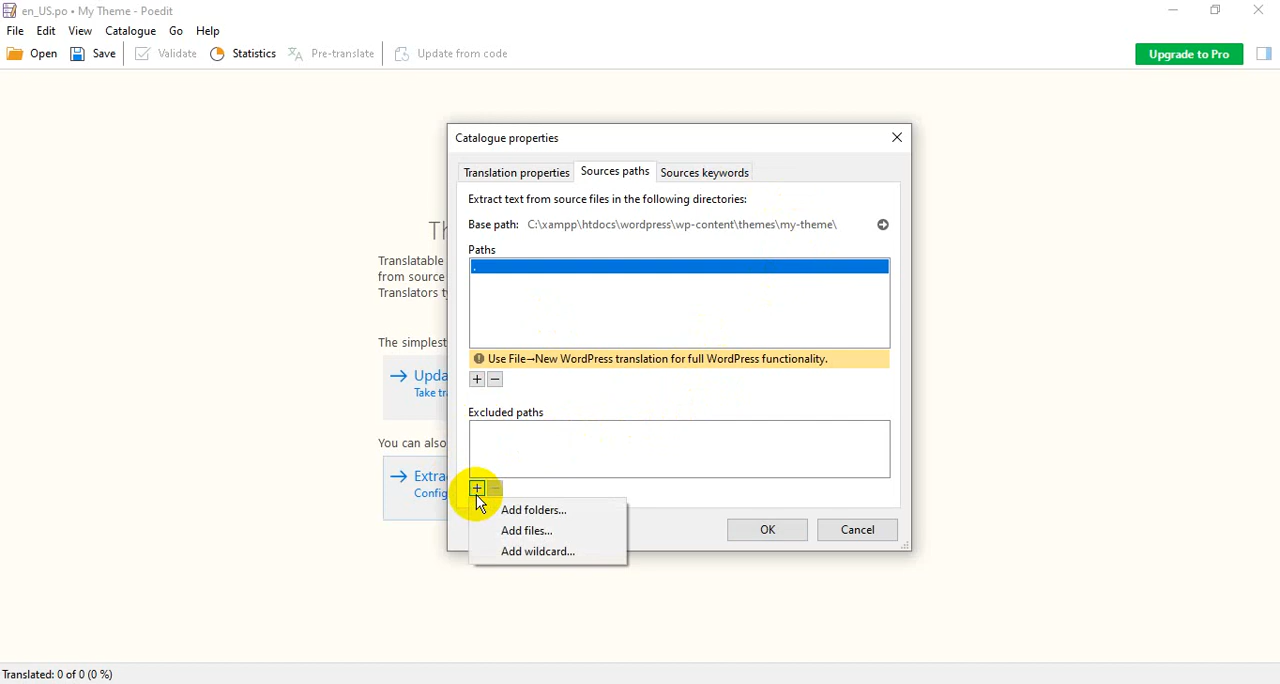 en_US.po • My Theme - Poedit
File Edit View Catalogue Go Help
Open Save Validate Statistics Pre-translate Update from code Upgrade to Pro
Catalogue properties
Translation properties Sources paths Sources keywords
Extract text from source files in the following directories:
Base path: C:\xampp\htdocs\wordpress\wp-content\themes\my-theme\
Paths
.
Translatable
from source
Translators
The simplest
Use File→New WordPress translation for full WordPress functionality.
Take
Excluded paths
You can also
Add folders...
Add files...
Add wildcard...
OK Cancel
Translated: 0 of 0 (0 %)